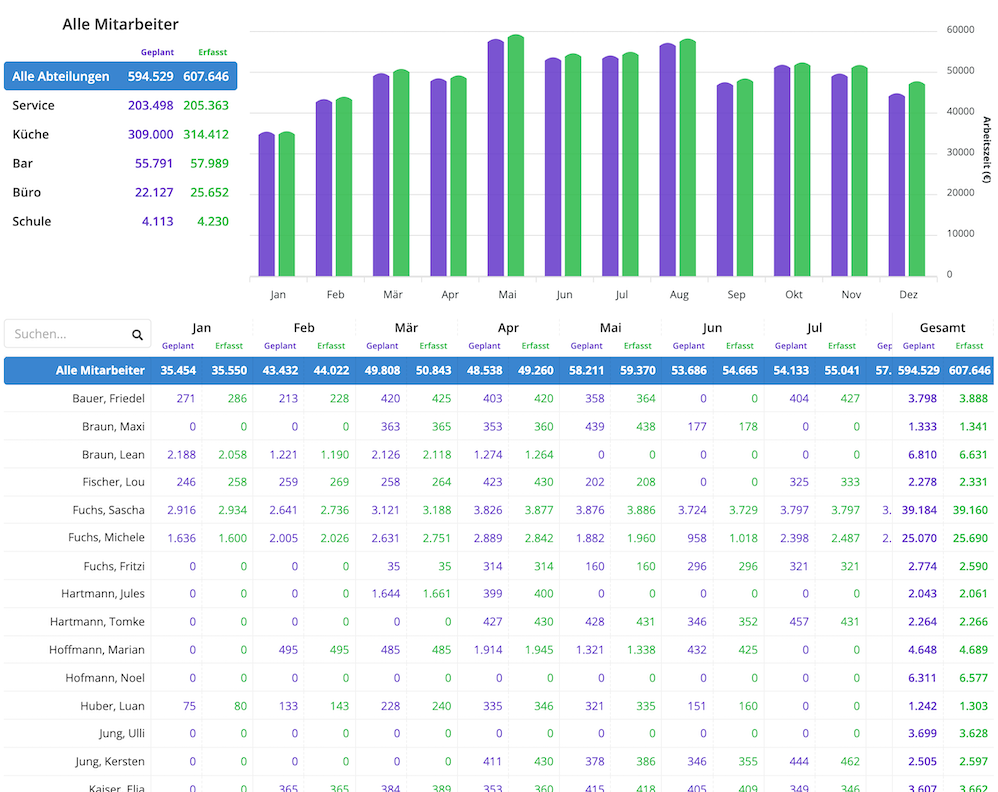 Alle Mitarbeiter
Geplant Erfasst
Alle Abteilungen 594.529 607.646
Service 203.498 205.363
Küche 309.000 314.412
Bar 55.791 57.989
Büro 22.127 25.652
Schule 4.113 4.230
60000
50000
40000
30000
20000
10000
0
Arbeitszeit (€)
Jan Feb Mär Apr Mai Jun Jul Aug Sep Okt Nov Dez
Suchen...
Jan Feb Mär Apr Mai Jun Jul Gesamt
Geplant Erfasst Geplant Erfasst Geplant Erfasst Geplant Erfasst Geplant Erfasst Geplant Erfasst Geplant Erfasst Gep Geplant Erfasst
Alle Mitarbeiter 35.454 35.550 43.432 44.022 49.808 50.843 48.538 49.260 58.211 59.370 53.686 54.665 54.133 55.041 57. 594.529 607.646
Bauer, Friedel 271 286 213 228 420 425 403 420 358 364 0 0 404 427 3.798 3.888
Braun, Maxi 0 0 0 0 363 365 353 360 439 438 177 178 0 0 1.333 1.341
Braun, Lean 2.188 2.058 1.221 1.190 2.126 2.118 1.274 1.264 0 0 0 0 0 0 6.810 6.631
Fischer, Lou 246 258 259 269 258 264 423 430 202 208 0 0 325 333 2.278 2.331
Fuchs, Sascha 2.916 2.934 2.641 2.736 3.121 3.188 3.826 3.877 3.876 3.886 3.724 3.729 3.797 3.797 3. 39.184 39.160
Fuchs, Michele 1.636 1.600 2.005 2.026 2.631 2.751 2.889 2.842 1.882 1.960 958 1.018 2.398 2.487 2. 25.070 25.690
Fuchs, Fritzi 0 0 0 0 35 35 314 314 160 160 296 296 321 321 2.774 2.590
Hartmann, Jules 0 0 0 0 1.644 1.661 399 400 0 0 0 0 0 0 2.043 2.061
Hartmann, Tomke 0 0 0 0 0 0 427 430 428 431 346 352 457 431 2.264 2.266
Hoffmann, Marian 0 0 495 495 485 485 1.914 1.945 1.321 1.338 432 425 0 0 4.648 4.689
Hofmann, Noel 0 0 0 0 0 0 0 0 0 0 0 0 0 0 6.311 6.577
Huber, Luan 75 80 133 143 228 240 335 346 321 335 151 160 0 0 1.242 1.303
Jung, Ulli 0 0 0 0 0 0 0 0 0 0 0 0 0 0 3.699 3.628
Jung, Kersten 0 0 0 0 0 0 411 430 378 386 346 355 444 462 2.505 2.597
Kaiser, Elia 0 0 365 365 384 389 353 360 415 418 405 409 349 346 3.607 3.662